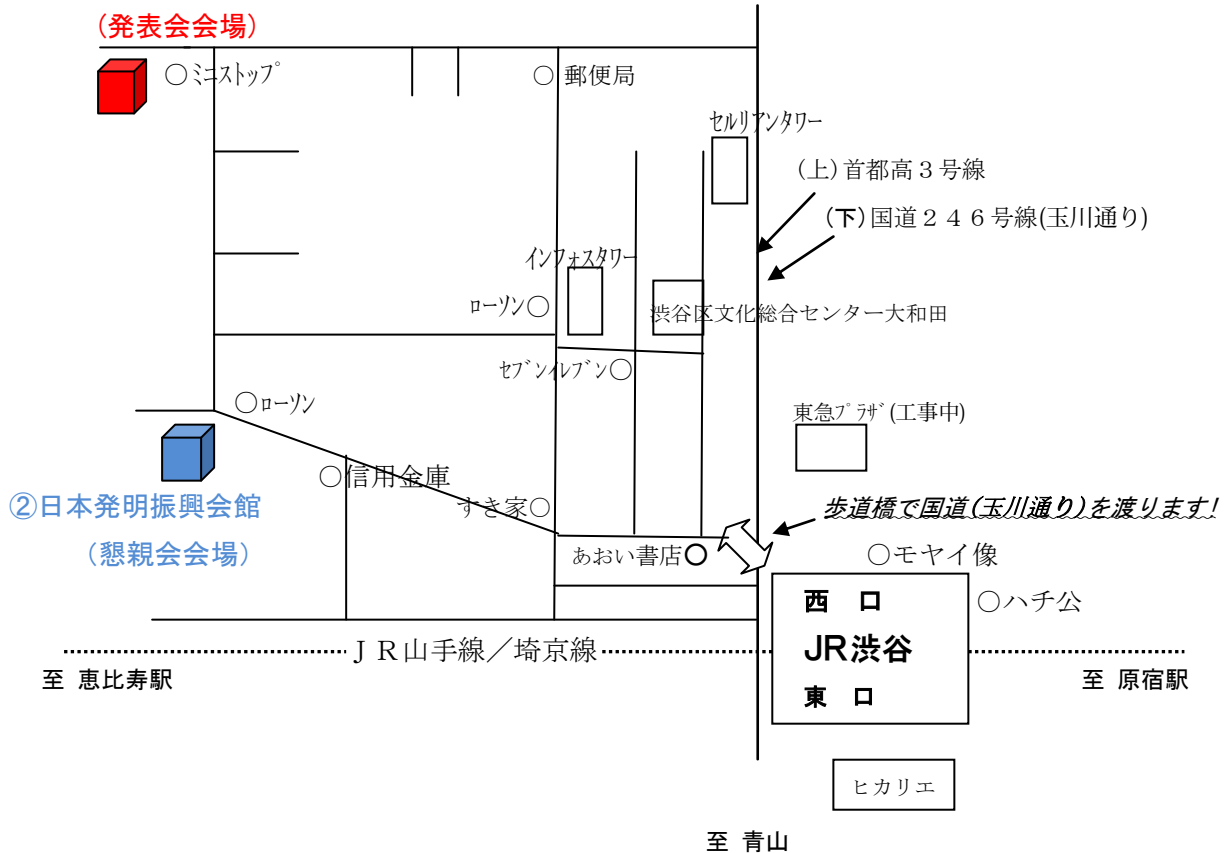 (発表会会場)
○ミニストップ
○ 郵便局
セルリアンタワー
(上)首都高３号線
(下)国道２４６号線(玉川通り)
インフォスタワー
ローソン○
渋谷区文化総合センター大和田
セブンイレブン○
○ローソン
東急プラザ(工事中)
○信用金庫
すき家○
②日本発明振興会館
(懇親会会場)
歩道橋で国道(玉川通り)を渡ります!
あおい書店○
○モヤイ像
西 口
○ハチ公
ＪＲ山手線／埼京線
JR渋谷
至 恵比寿駅
東 口
至 原宿駅
ヒカリエ
至 青山